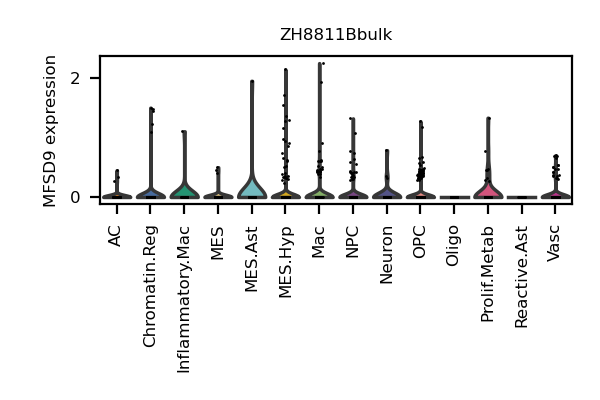 ZH8811Bbulk
MFSD9 expression
2
0
AC
Chromatin.Reg
Inflammatory.Mac
MES
MES.Ast
MES.Hyp
Mac
NPC
Neuron
OPC
Oligo
Prolif.Metab
Reactive.Ast
Vasc